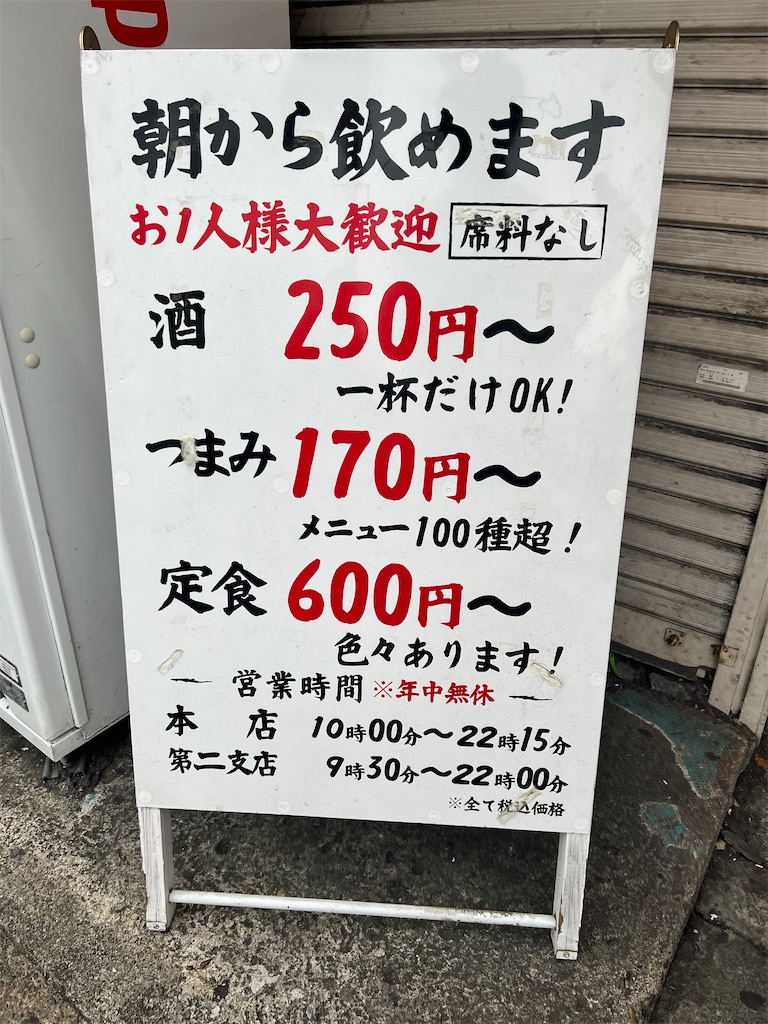 朝から飲めます
お1人様大歓迎 席料なし
酒 250円～
一杯だけOK!
つまみ 170円～
メニュー100種超!
定食 600円～
色々あります!
営業時間 ※年中無休
本店 10時00分～22時15分
第二支店 9時30分～22時00分
※全て税込価格